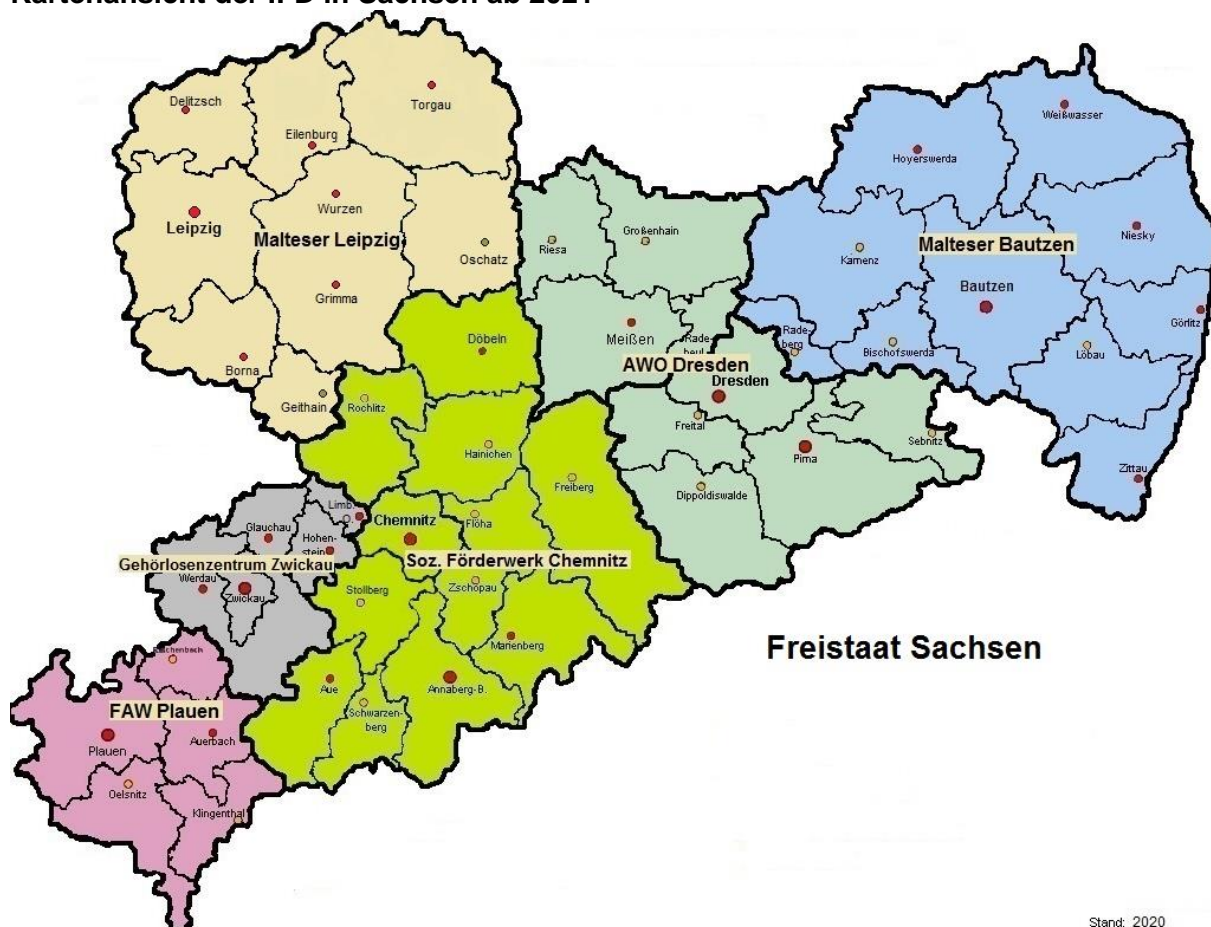 Kartenansicht der IFD in Sachsen ab 2021
Delitzsch
Torgau
Eilenburg
Weißwasser
Hoyerswerda
Wurzen
Leipzig
Malteser Leipzig
Oschatz
Riesa
Großenhain
Kamenz
Malteser Bautzen
Niesky
Grimma
Bautzen
Görlitz
Döbeln
Meißen
Rade-
beul
Rade-
berg
Bischofswerda
Löbau
Borna
AWO Dresden
Dresden
Geithain
Rochlitz
Freital
Sebnitz
Hainichen
Pirna
Zittau
Freiberg
Dippoldiswalde
Limb.
O.
Glauchau
Hohen-
stein
Chemnitz
Flöha
Gehörlosenzentrum Zwickau
Soz. Förderwerk Chemnitz
Werdau
Zwickau
Stollberg
Zschopau
Marienberg
Freistaat Sachsen
Aue
Annaberg-B.
Schwarzen-
berg
FAW Plauen
Plauen
Auerbach
Oelsnitz
Klingenthal
Stand: 2020